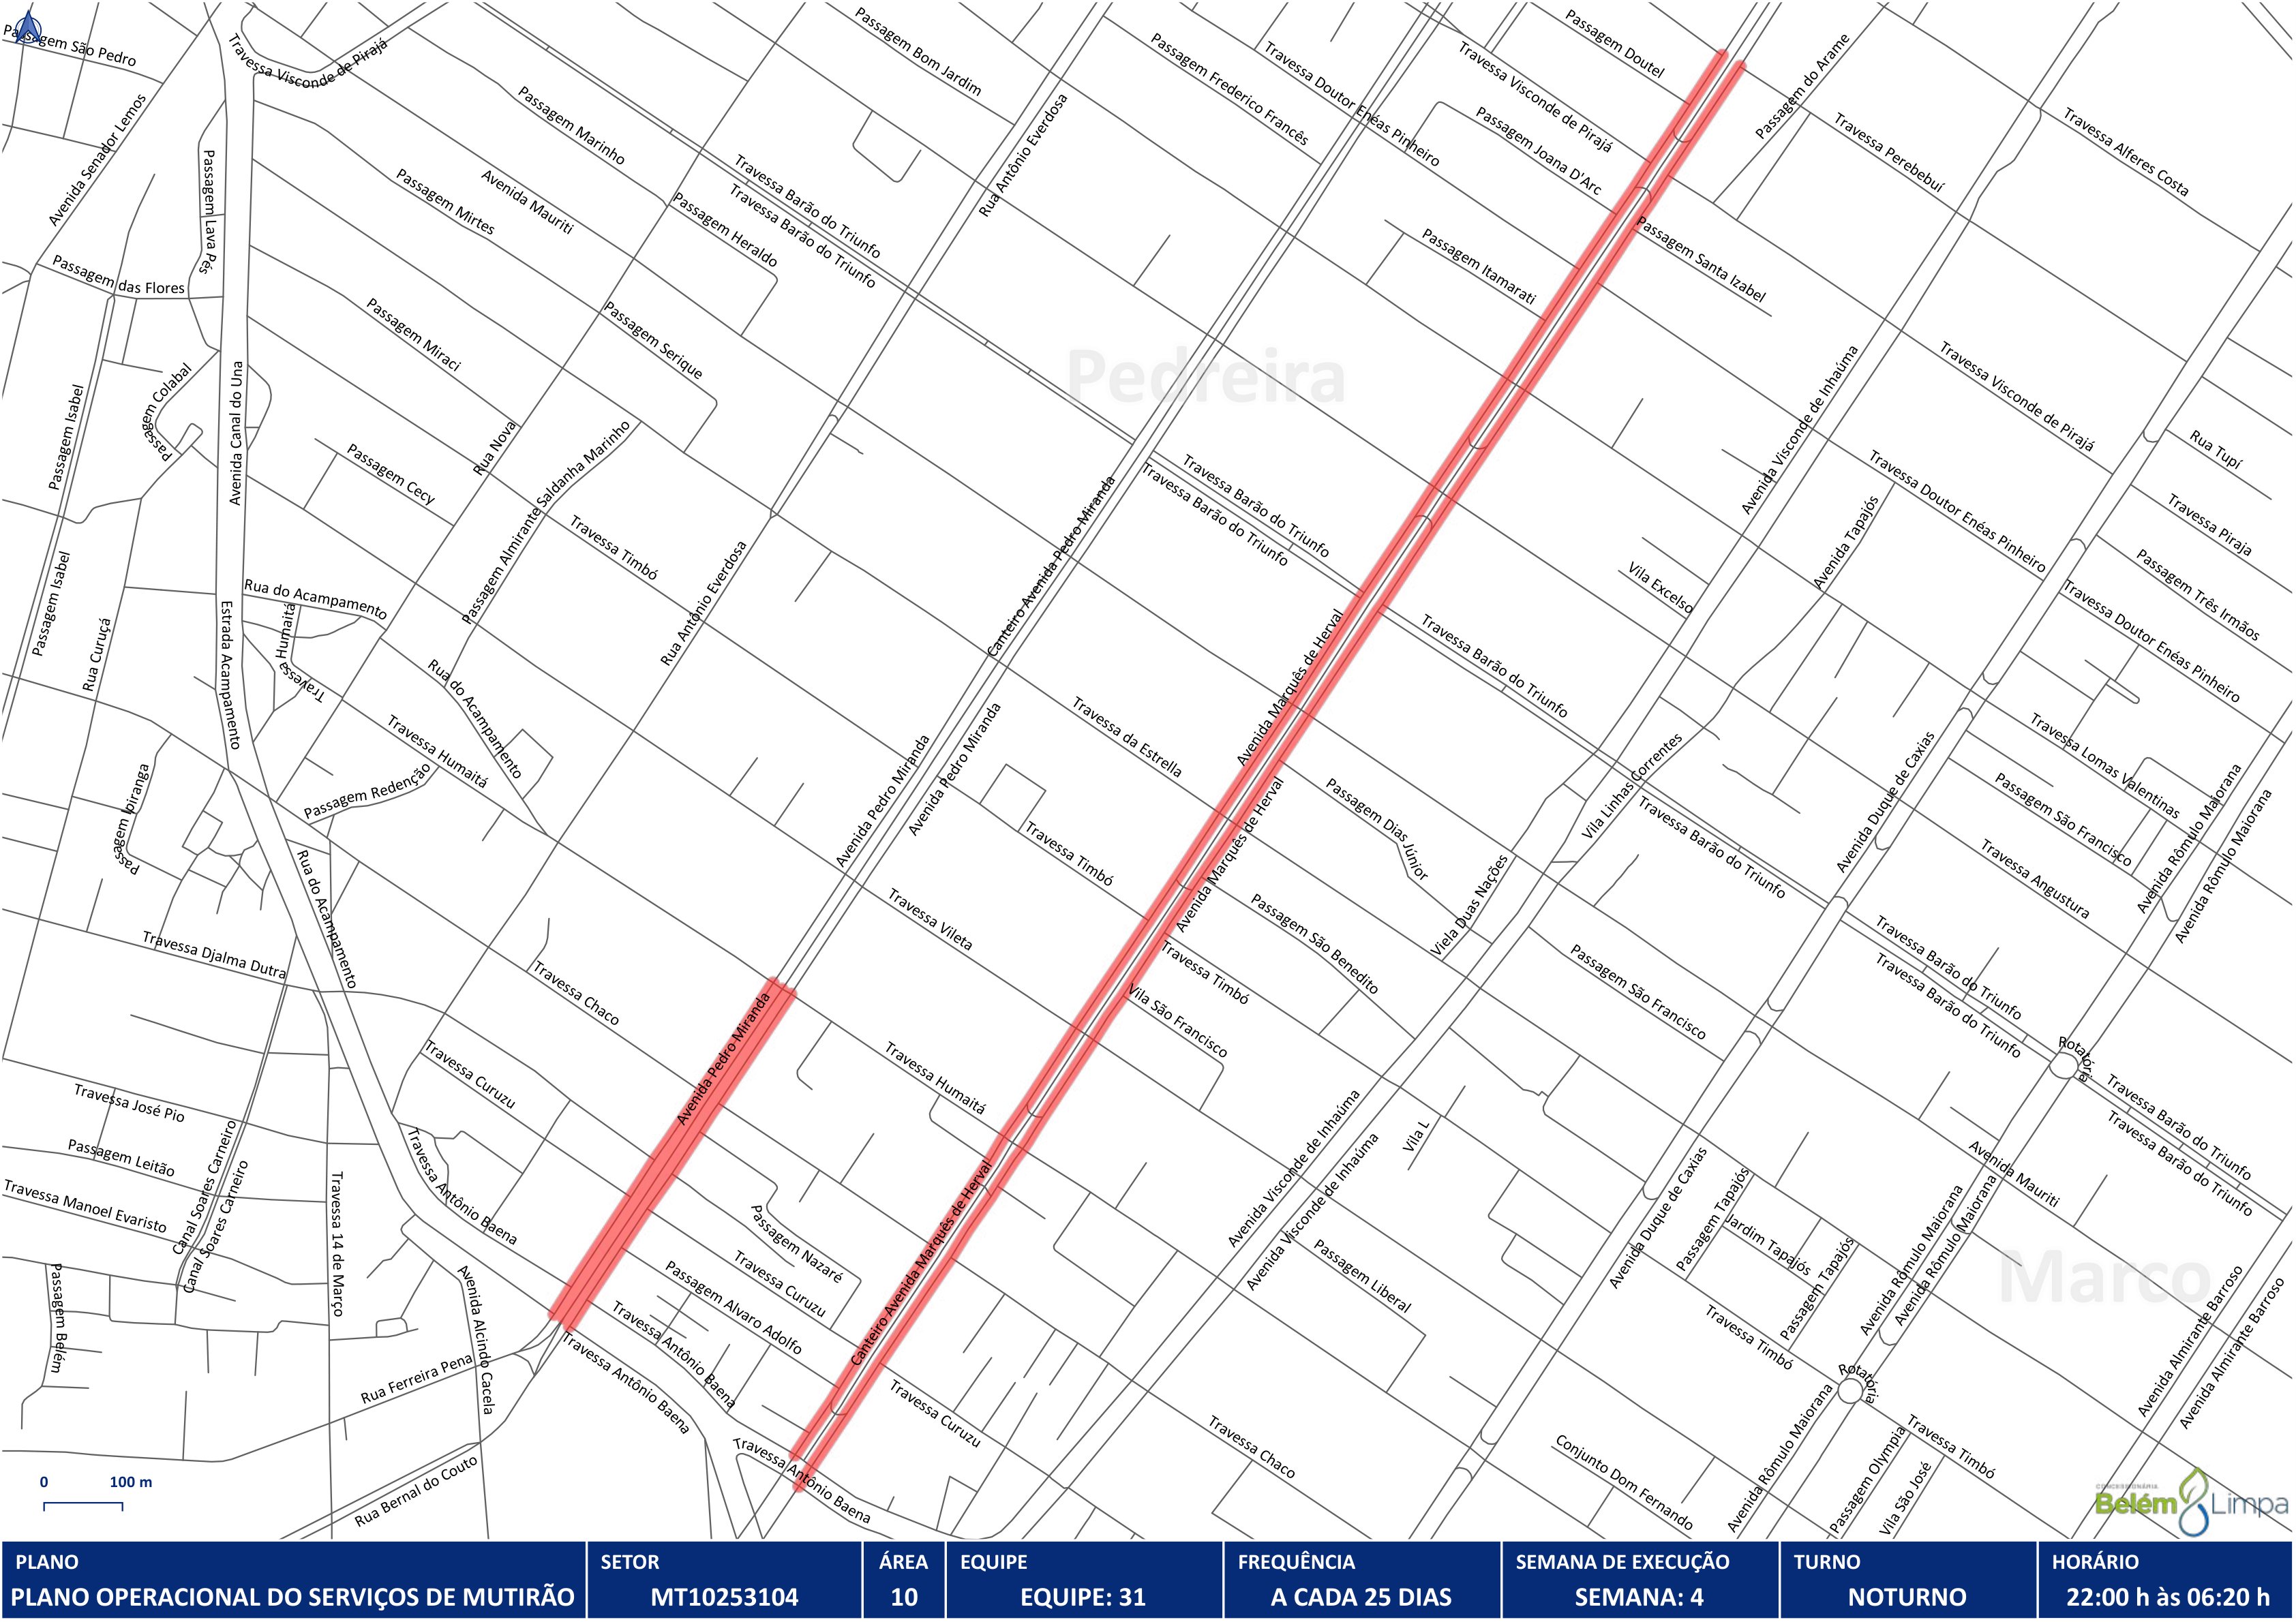 Passagem São Pedro
Travessa Visconde de Pirajá
Passagem Bom Jardim
Passagem Frederico Francês
Travessa Doutor Enéas Pinheiro
Travessa Visconde de Pirajá
Passagem Doutel
Passagem do Arame
Avenida Senador Lemos
Passagem Marinho
Rua Antônio Everdosa
Passagem Joana D'Arc
Travessa Perebebuí
Travessa Alferes Costa
Passagem Lava Pés
Passagem Mirtes
Avenida Mauriti
Passagem Heraldo
Travessa Barão do Triunfo
Travessa Barão do Triunfo
Passagem Itamarati
Passagem Santa Izabel
Passagem das Flores
Passagem Miraci
Passagem Serique
Pedreira
Avenida Visconde de Inhaúma
Travessa Visconde de Pirajá
Passagem Colabal
Avenida Canal do Una
Passagem Isabel
Passagem Cecy
Rua Nova
Passagem Almirante Saldanha Marinho
Travessa Timbó
Canteiro Avenida Pedro Miranda
Travessa Barão do Triunfo
Travessa Barão do Triunfo
Rua Tupí
Travessa Piraja
Travessa Doutor Enéas Pinheiro
Avenida Tapajós
Vila Excelso
Passagem Três Irmãos
Travessa Doutor Enéas Pinheiro
Passagem Isabel
Rua Curuçá
Estrada Acampamento
Rua do Acampamento
Travessa Humaitá
Rua do Acampamento
Rua Antônio Everdosa
Avenida Marquês de Herval
Travessa Barão do Triunfo
Travessa Humaitá
Passagem Redenção
Passagem Ipiranga
Rua do Acampamento
Avenida Pedro Miranda
Avenida Pedro Miranda
Travessa da Estrella
Travessa Timbó
Avenida Marquês de Herval
Passagem Dias Júnior
Vila Linhas Correntes
Travessa Barão do Triunfo
Avenida Duque de Caxias
Travessa Lomas Valentinas
Passagem São Francisco
Avenida Rômulo Maiorana
Avenida Rômulo Maiorana
Travessa Angustura
Travessa Djalma Dutra
Travessa Chaco
Travessa Vileta
Passagem São Benedito
Viela Duas Nações
Travessa Timbó
Vila São Francisco
Passagem São Francisco
Travessa Barão do Triunfo
Travessa Barão do Triunfo
Rotatória
Travessa Curuzu
Avenida Pedro Miranda
Travessa Humaitá
Travessa José Pio
Passagem Leitão
Travessa Manoel Evaristo
Canal Soares Carneiro
Canal Soares Carneiro
Travessa 14 de Março
Travessa Antônio Baena
Passagem Nazaré
Travessa Curuzu
Canteiro Avenida Marquês de Herval
Avenida Visconde de Inhaúma
Avenida Visconde de Inhaúma
Vila L
Passagem Liberal
Avenida Duque de Caxias
Passagem Tapajós
Jardim Tapajós
Passagem Tapajós
Avenida Mauriti
Travessa Barão do Triunfo
Travessa Barão do Triunfo
Avenida Rômulo Maiorana
Avenida Rômulo Maiorana
Marco
Passagem Belém
Avenida Alcindo Cacela
Rua Ferreira Pena
Travessa Antônio Baena
Travessa Antônio Baena
Passagem Alvaro Adolfo
Travessa Curuzu
Travessa Timbó
Rotatória
Avenida Almirante Barroso
Avenida Almirante Barroso
Rua Bernal do Couto
Travessa Antônio Baena
Travessa Chaco
Conjunto Dom Fernando
Avenida Rômulo Maiorana
Passagem Olympia
Vila São José
Travessa Timbó
0 100 m
CONCESSIONÁRIA
Belém Limpa
PLANO
PLANO OPERACIONAL DO SERVIÇOS DE MUTIRÃO
SETOR
MT10253104
ÁREA
10
EQUIPE
EQUIPE: 31
FREQUÊNCIA
A CADA 25 DIAS
SEMANA DE EXECUÇÃO
SEMANA: 4
TURNO
NOTURNO
HORÁRIO
22:00 h às 06:20 h